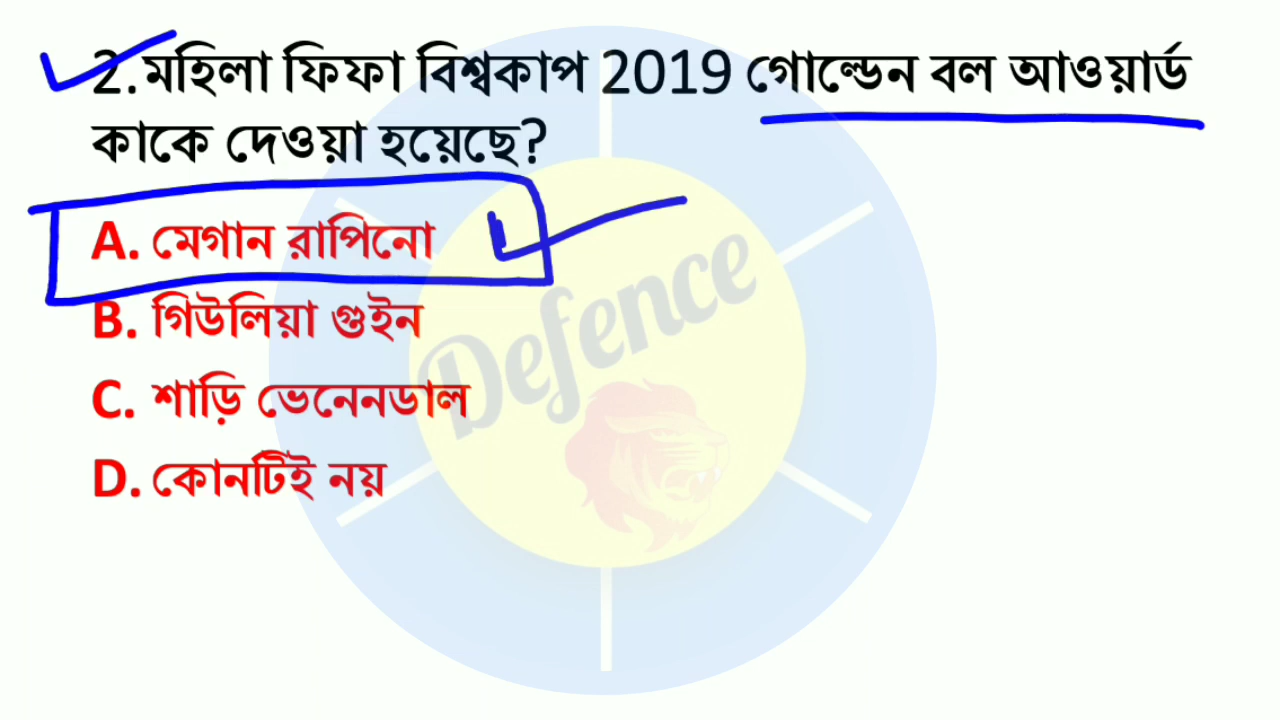 2.মহিলা ফিফা বিশ্বকাপ 2019 গোল্ডেন বল আওয়ার্ড
কাকে দেওয়া হয়েছে?
A. মেগান রাপিনো
B. গিউলিয়া গুইন
C. শাড়ি ভেনেনডাল
D. কোনটিই নয়
Defence